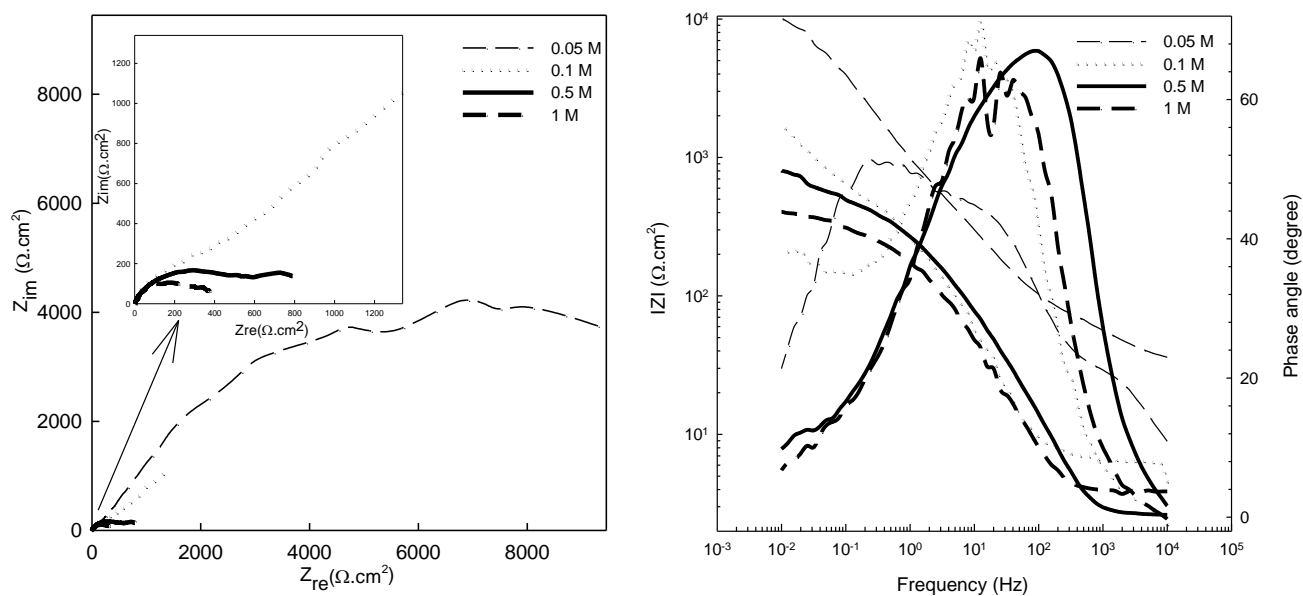 Z_im (Ω.cm²)
8000
6000
4000
2000
0
0 2000 4000 6000 8000
Z_re(Ω.cm²)
0.05 M
0.1 M
0.5 M
1 M
Zim(Ω.cm²)
1200
1000
800
600
400
200
0
0 200 400 600 800 1000 1200
Zre(Ω.cm²)
IZI (Ω.cm²)
10⁴
10³
10²
10¹
10⁻³ 10⁻² 10⁻¹ 10⁰ 10¹ 10² 10³ 10⁴ 10⁵
Frequency (Hz)
0.05 M
0.1 M
0.5 M
1 M
60
40
20
0
Phase angle (degree)